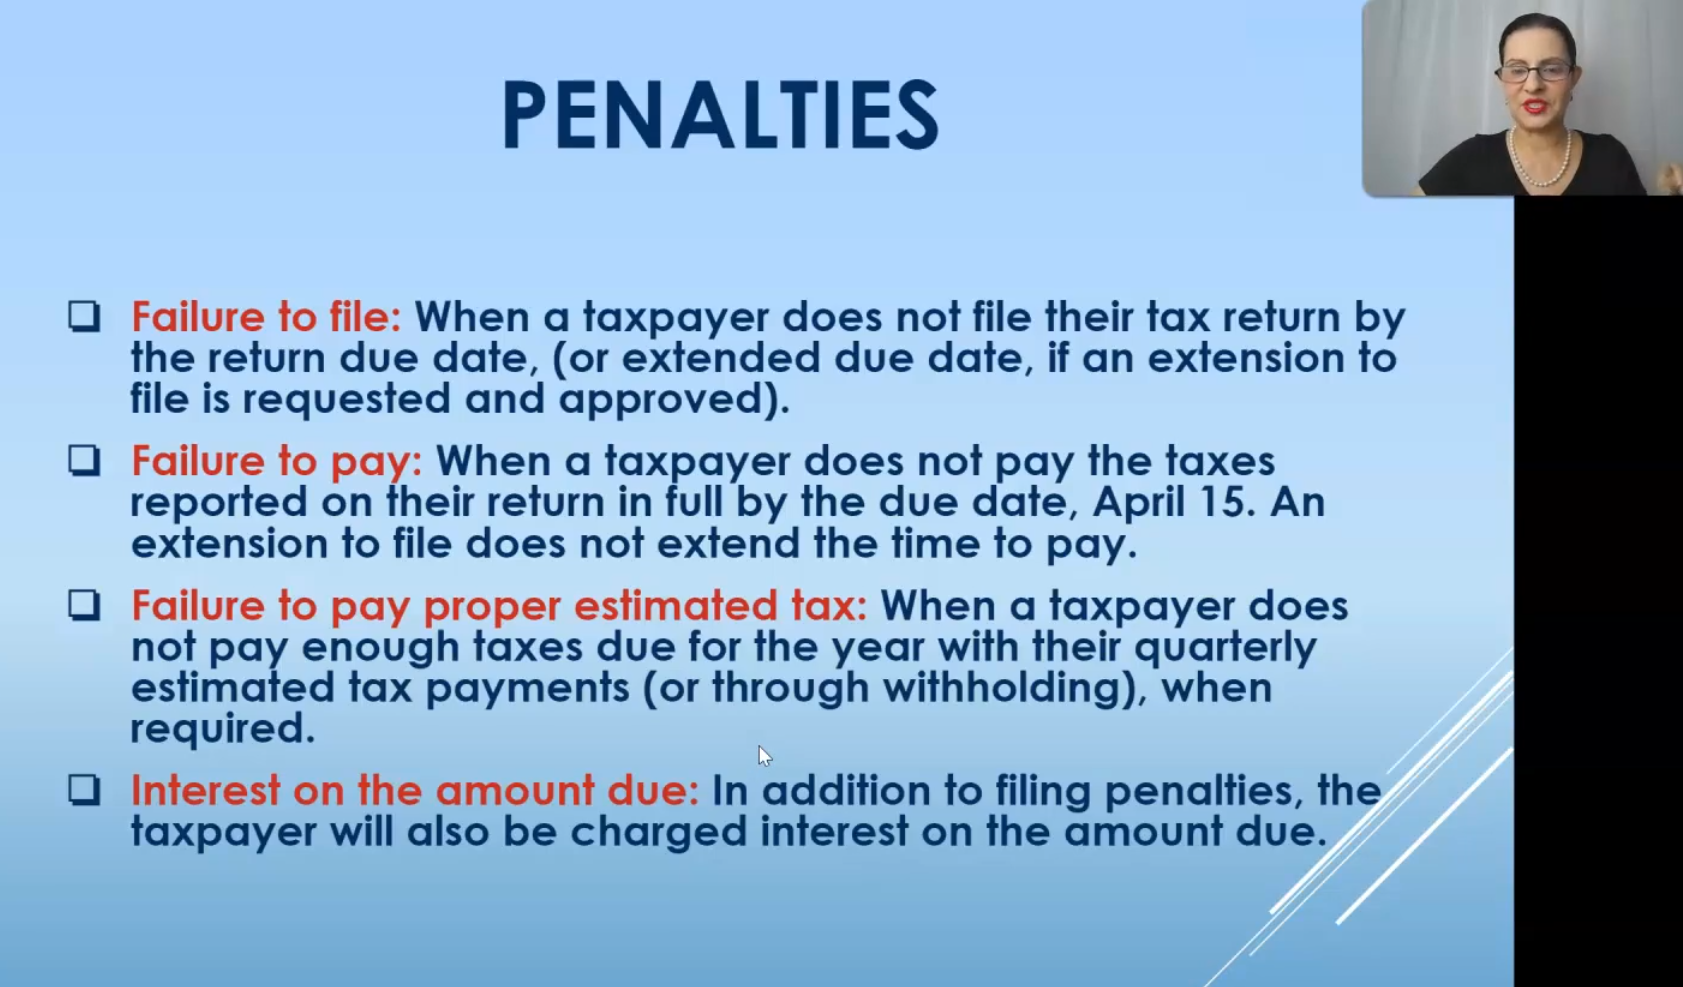 PENALTIES
Failure to file: When a taxpayer does not file their tax return by
the return due date, (or extended due date, if an extension to
file is requested and approved).
Failure to pay: When a taxpayer does not pay the taxes
reported on their return in full by the due date, April 15. An
extension to file does not extend the time to pay.
Failure to pay proper estimated tax: When a taxpayer does
not pay enough taxes due for the year with their quarterly
estimated tax payments (or through withholding), when
required.
Interest on the amount due: In addition to filing penalties, the
taxpayer will also be charged interest on the amount due.